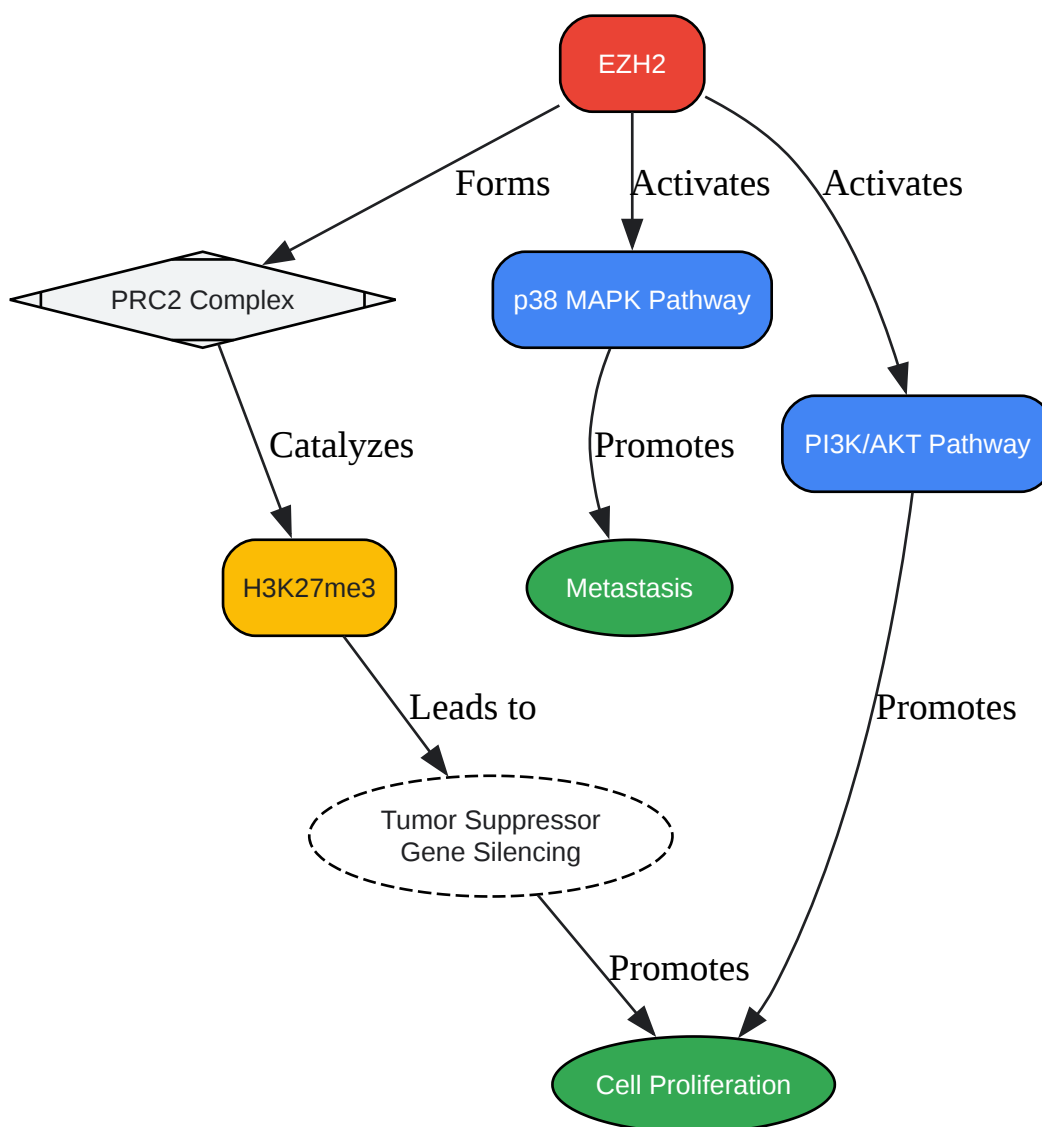 EZH2
Forms
Activates
Activates
PRC2 Complex
p38 MAPK Pathway
PI3K/AKT Pathway
Catalyzes
Promotes
H3K27me3
Metastasis
Leads to
Promotes
Tumor Suppressor
Gene Silencing
Promotes
Cell Proliferation